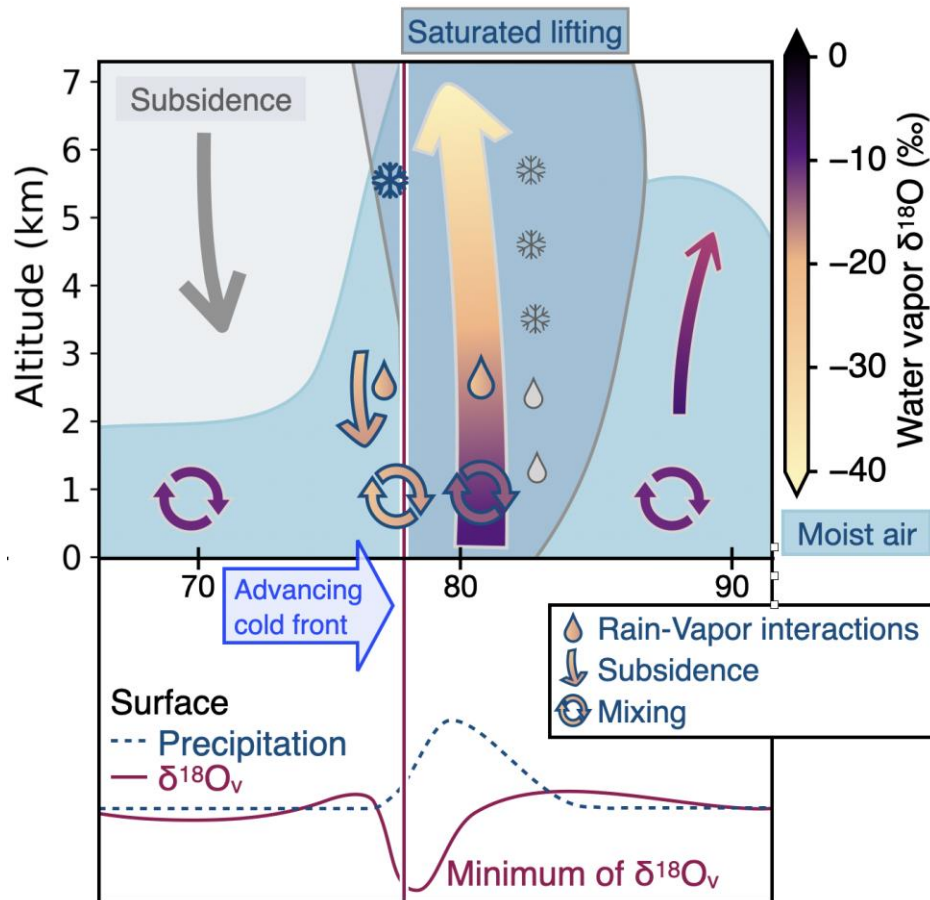 Saturated lifting
Subsidence
7
6
5
4
3
2
1
0
Altitude (km)
70
80
90
0
−10
−20
−30
−40
Water vapor δ¹⁸O (‰)
Moist air
Advancing
cold front
Rain-Vapor interactions
Subsidence
Mixing
Surface
Precipitation
δ¹⁸Oᵥ
Minimum of δ¹⁸Oᵥ